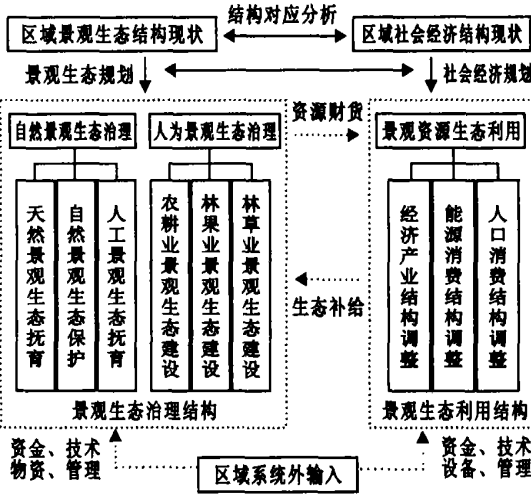 结构对应分析
区域景观生态结构现状
区域社会经济结构现状
景观生态规划
社会经济规划
自然景观生态治理
人为景观生态治理
资源财货
景观资源生态利用
天然景观生态抚育
自然景观生态保护
人工景观生态抚育
农耕业景观生态建设
林果业景观生态建设
林草业景观生态建设
生态补给
经济产业结构调整
能源消费结构调整
人口消费结构调整
景观生态治理结构
景观生态利用结构
资金、技术
物资、管理
区域系统外输入
资金、技术
设备、管理